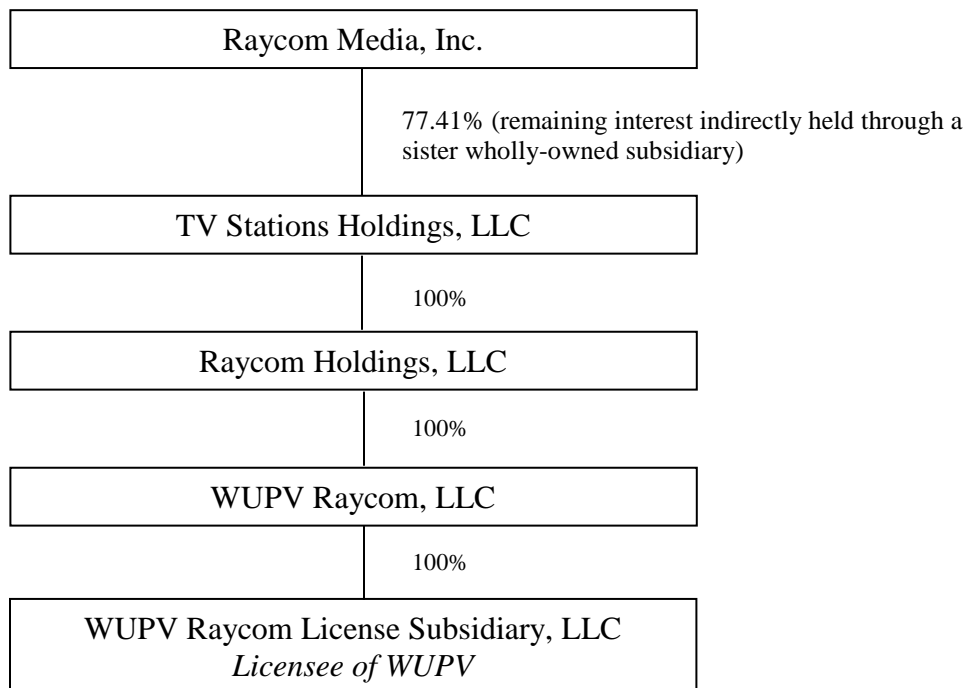 Raycom Media, Inc.
77.41% (remaining interest indirectly held through a
sister wholly-owned subsidiary)
TV Stations Holdings, LLC
100%
Raycom Holdings, LLC
100%
WUPV Raycom, LLC
100%
WUPV Raycom License Subsidiary, LLC
Licensee of WUPV